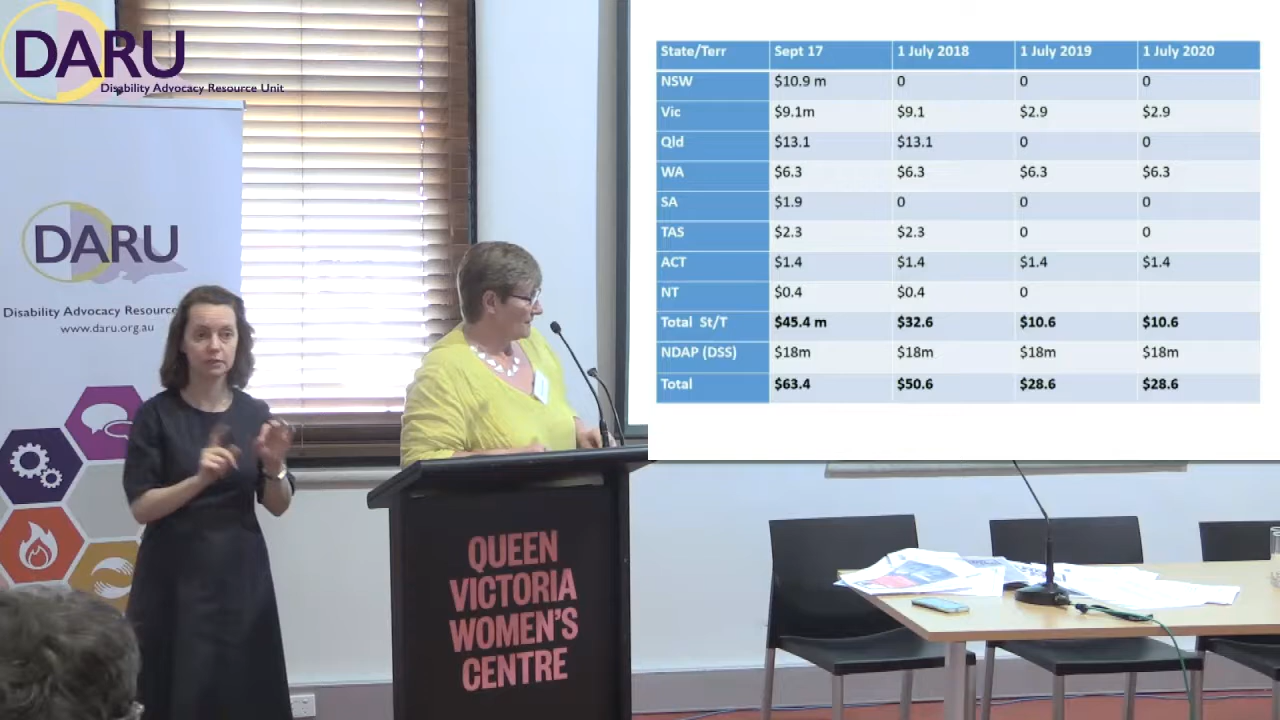 DARU
Disability Advocacy Resource Unit
DARU
Disability Advocacy Resource
www.daru.org.au
QUEEN
VICTORIA
WOMEN'S
CENTRE
State/Terr Sept 17 1 July 2018 1 July 2019 1 July 2020
NSW $10.9 m 0 0 0
Vic $9.1m $9.1 $2.9 $2.9
Qld $13.1 $13.1 0 0
WA $6.3 $6.3 $6.3 $6.3
SA $1.9 0 0 0
TAS $2.3 $2.3 0 0
ACT $1.4 $1.4 $1.4 $1.4
NT $0.4 $0.4 0
Total St/T $45.4 m $32.6 $10.6 $10.6
NDAP (DSS) $18m $18m $18m $18m
Total $63.4 $50.6 $28.6 $28.6